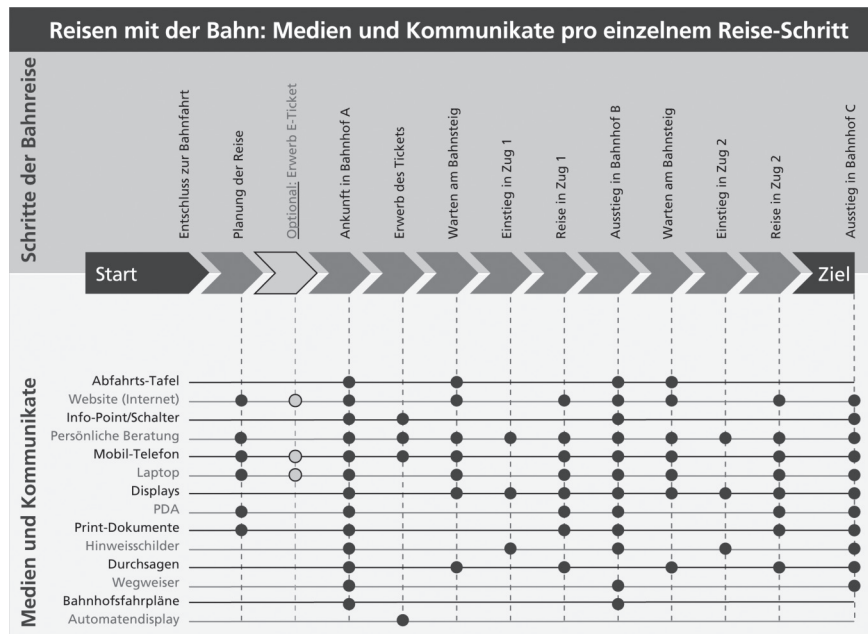 Reisen mit der Bahn: Medien und Kommunikate pro einzelnem Reise-Schritt
Schritte der Bahnreise
Entschluss zur Bahnfahrt
Planung der Reise
Optional: Erwerb E-Ticket
Ankunft in Bahnhof A
Erwerb des Tickets
Warten am Bahnsteig
Einstieg in Zug 1
Reise in Zug 1
Ausstieg in Bahnhof B
Warten am Bahnsteig
Einstieg in Zug 2
Reise in Zug 2
Ausstieg in Bahnhof C
Start
Ziel
Medien und Kommunikate
Abfahrts-Tafel
Website (Internet)
Info-Point/Schalter
Persönliche Beratung
Mobil-Telefon
Laptop
Displays
PDA
Print-Dokumente
Hinweisschilder
Durchsagen
Wegweiser
Bahnhofsfahrpläne
Automatendisplay